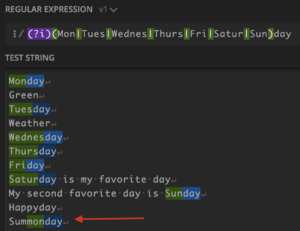 REGULAR EXPRESSION v1
/ (?i)(Mon|Tues|Wednes|Thurs|Fri|Satur|Sun)day
TEST STRING
Monday
Green
Tuesday
Weather
Wednesday
Thursday
Friday
Saturday is my favorite day
My second favorite day is Sunday
Happyday
Summonday